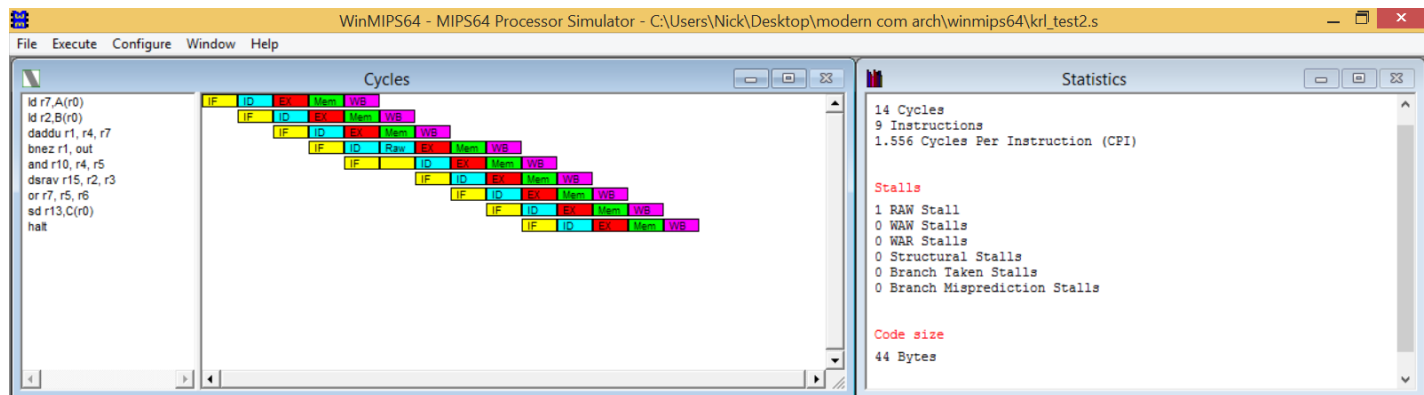 WinMIPS64 - MIPS64 Processor Simulator - C:\Users\Nick\Desktop\modern com arch\winmips64\krl_test2.s
File Execute Configure Window Help
Cycles
ld r7,A(r0)
ld r2,B(r0)
daddu r1, r4, r7
bnez r1, out
and r10, r4, r5
dsrav r15, r2, r3
or r7, r5, r6
sd r13,C(r0)
halt
IF ID EX Mem WB
IF ID EX Mem WB
IF ID EX Mem WB
IF ID Raw EX Mem WB
IF ID EX Mem WB
IF ID EX Mem WB
IF ID EX Mem WB
IF ID EX Mem WB
IF ID EX Mem WB
Statistics
14 Cycles
9 Instructions
1.556 Cycles Per Instruction (CPI)
Stalls
1 RAW Stall
0 WAW Stalls
0 WAR Stalls
0 Structural Stalls
0 Branch Taken Stalls
0 Branch Misprediction Stalls
Code size
44 Bytes